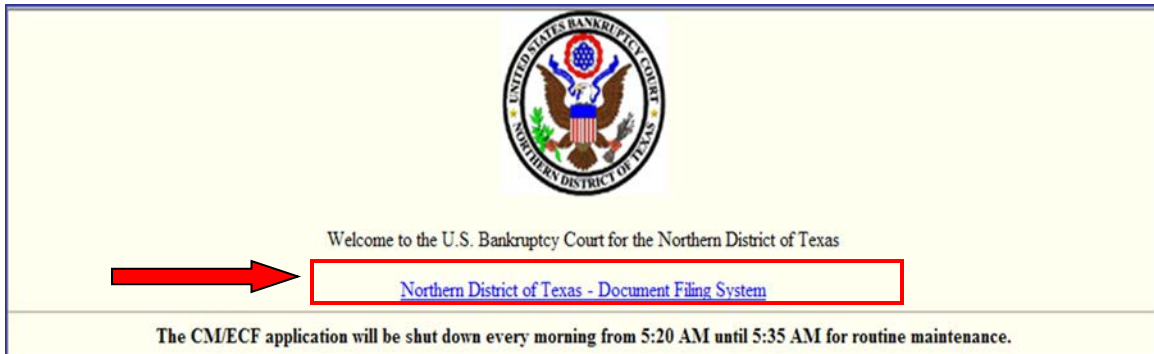 UNITED STATES BANKRUPTCY COURT
NORTHERN DISTRICT OF TEXAS
Welcome to the U.S. Bankruptcy Court for the Northern District of Texas
Northern District of Texas - Document Filing System
The CM/ECF application will be shut down every morning from 5:20 AM until 5:35 AM for routine maintenance.